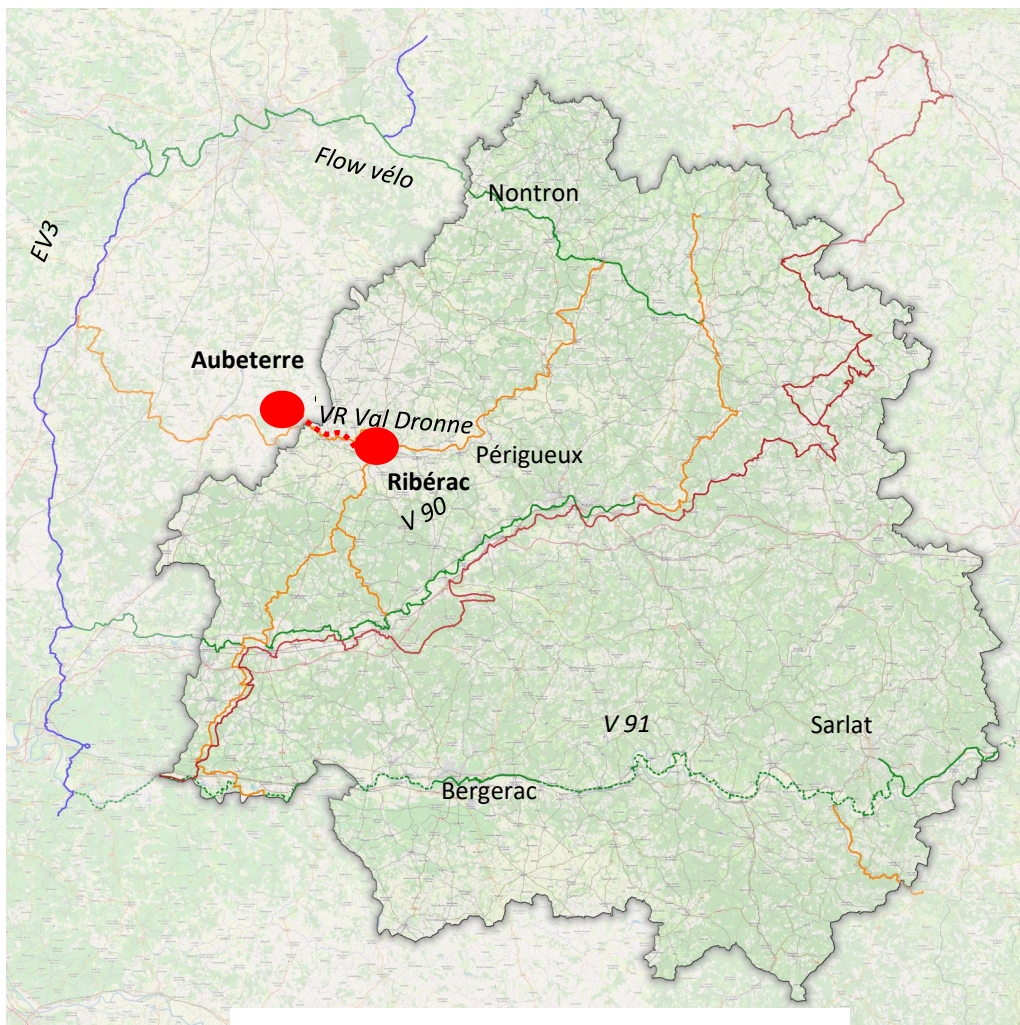 Flow vélo
Nontron
EV3
Aubeterre
VR Val Dronne
Périgueux
Ribérac
V 90
V 91
Sarlat
Bergerac